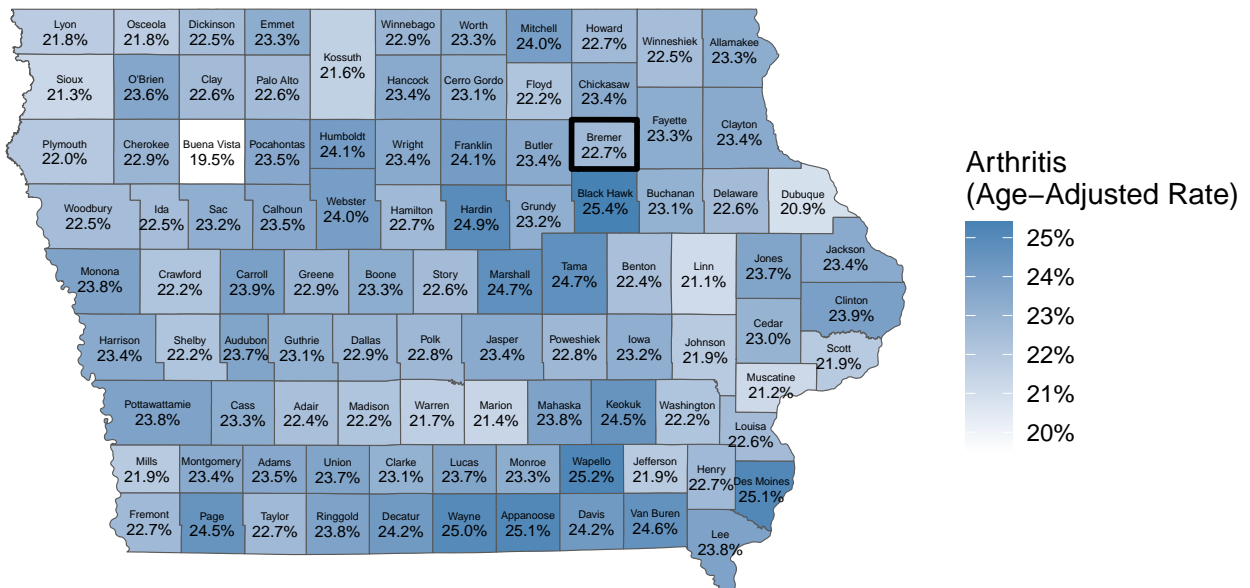 Lyon
21.8%
Osceola
21.8%
Dickinson
22.5%
Emmet
23.3%
Kossuth
21.6%
Winnebago
22.9%
Worth
23.3%
Mitchell
24.0%
Howard
22.7%
Winneshiek
22.5%
Allamakee
23.3%
Sioux
21.3%
O'Brien
23.6%
Clay
22.6%
Palo Alto
22.6%
Hancock
23.4%
Cerro Gordo
23.1%
Floyd
22.2%
Chickasaw
23.4%
Fayette
23.3%
Clayton
23.4%
Plymouth
22.0%
Cherokee
22.9%
Buena Vista
19.5%
Pocahontas
23.5%
Humboldt
24.1%
Wright
23.4%
Franklin
24.1%
Butler
23.4%
Bremer
22.7%
Woodbury
22.5%
Ida
22.5%
Sac
23.2%
Calhoun
23.5%
Webster
24.0%
Hamilton
22.7%
Hardin
24.9%
Grundy
23.2%
Black Hawk
25.4%
Buchanan
23.1%
Delaware
22.6%
Dubuque
20.9%
Monona
23.8%
Crawford
22.2%
Carroll
23.9%
Greene
22.9%
Boone
23.3%
Story
22.6%
Marshall
24.7%
Tama
24.7%
Benton
22.4%
Linn
21.1%
Jones
23.7%
Jackson
23.4%
Clinton
23.9%
Harrison
23.4%
Shelby
22.2%
Audubon
23.7%
Guthrie
23.1%
Dallas
22.9%
Polk
22.8%
Jasper
23.4%
Poweshiek
22.8%
Iowa
23.2%
Johnson
21.9%
Cedar
23.0%
Scott
21.9%
Muscatine
21.2%
Pottawattamie
23.8%
Cass
23.3%
Adair
22.4%
Madison
22.2%
Warren
21.7%
Marion
21.4%
Mahaska
23.8%
Keokuk
24.5%
Washington
22.2%
Louisa
22.6%
Mills
21.9%
Montgomery
23.4%
Adams
23.5%
Union
23.7%
Clarke
23.1%
Lucas
23.7%
Monroe
23.3%
Wapello
25.2%
Jefferson
21.9%
Henry
22.7%
Des Moines
25.1%
Fremont
22.7%
Page
24.5%
Taylor
22.7%
Ringgold
23.8%
Decatur
24.2%
Wayne
25.0%
Appanoose
25.1%
Davis
24.2%
Van Buren
24.6%
Lee
23.8%
Arthritis
(Age−Adjusted Rate)
25%
24%
23%
22%
21%
20%